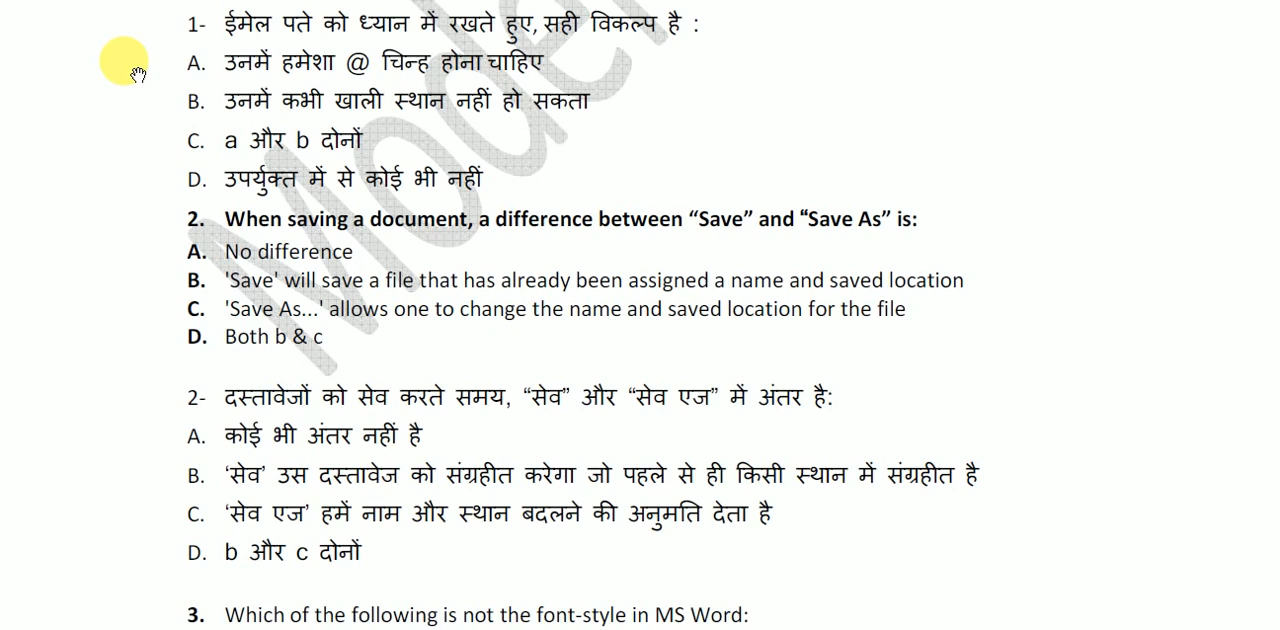 1- ईमेल पते को ध्यान में रखते हुए, सही विकल्प है :
A. उनमें हमेशा @ चिन्ह होना चाहिए
B. उनमें कभी खाली स्थान नहीं हो सकता
C. a और b दोनों
D. उपर्युक्त में से कोई भी नहीं
2. When saving a document, a difference between “Save” and “Save As” is:
A. No difference
B. 'Save' will save a file that has already been assigned a name and saved location
C. 'Save As...' allows one to change the name and saved location for the file
D. Both b & c
2- दस्तावेजों को सेव करते समय, “सेव” और “सेव एज” में अंतर है:
A. कोई भी अंतर नहीं है
B. ‘सेव’ उस दस्तावेज को संग्रहीत करेगा जो पहले से ही किसी स्थान में संग्रहीत है
C. ‘सेव एज’ हमें नाम और स्थान बदलने की अनुमति देता है
D. b और c दोनों
3. Which of the following is not the font-style in MS Word: